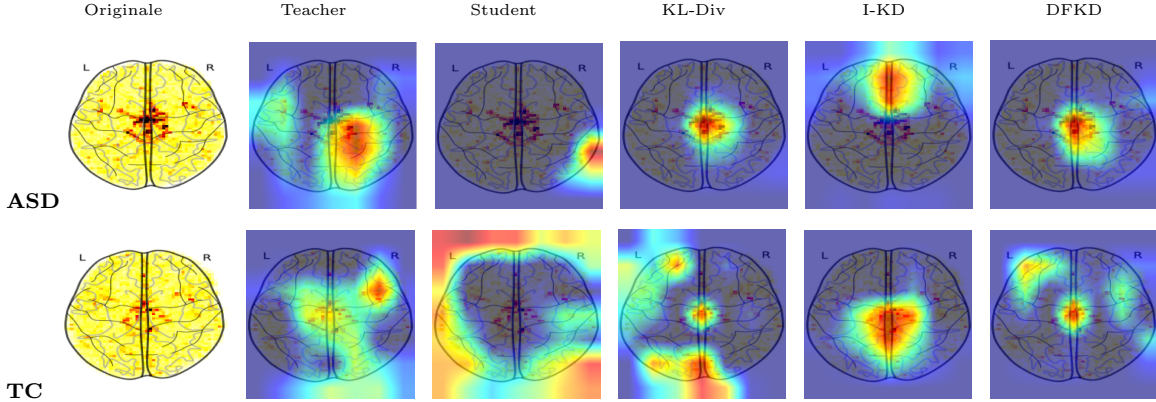 Originale Teacher Student KL-Div I-KD DFKD
L R L R L R L R L R L R
ASD
L R L R L R L R L R L R
TC